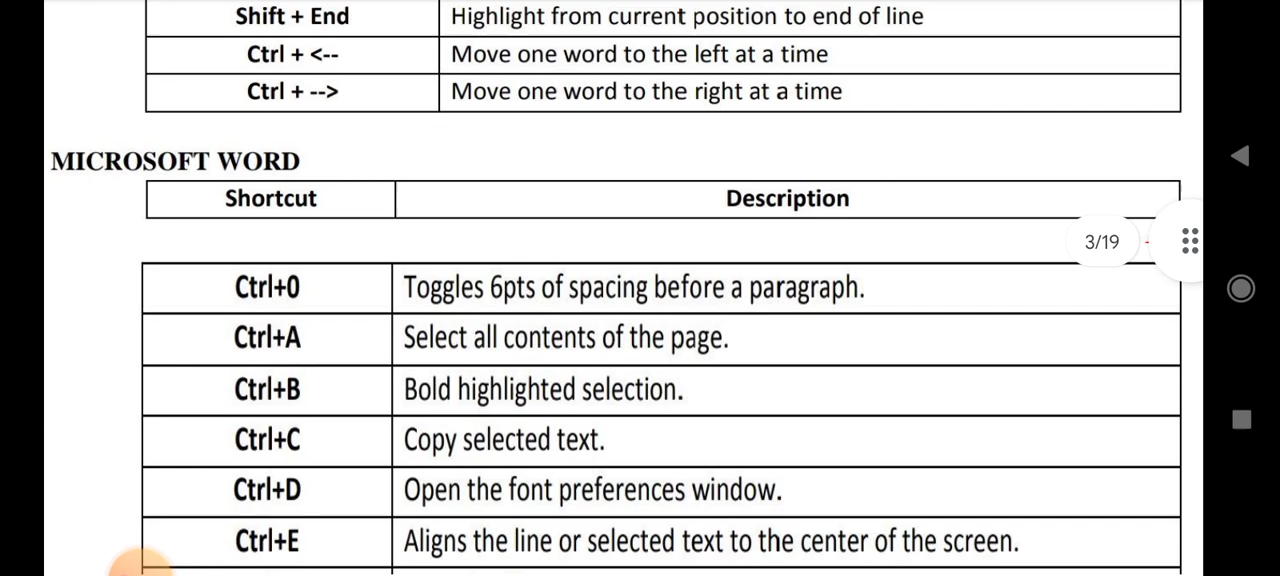 Shift + End Highlight from current position to end of line
Ctrl + <-- Move one word to the left at a time
Ctrl + --> Move one word to the right at a time
MICROSOFT WORD
Shortcut Description
3/19
Ctrl+0 Toggles 6pts of spacing before a paragraph.
Ctrl+A Select all contents of the page.
Ctrl+B Bold highlighted selection.
Ctrl+C Copy selected text.
Ctrl+D Open the font preferences window.
Ctrl+E Aligns the line or selected text to the center of the screen.